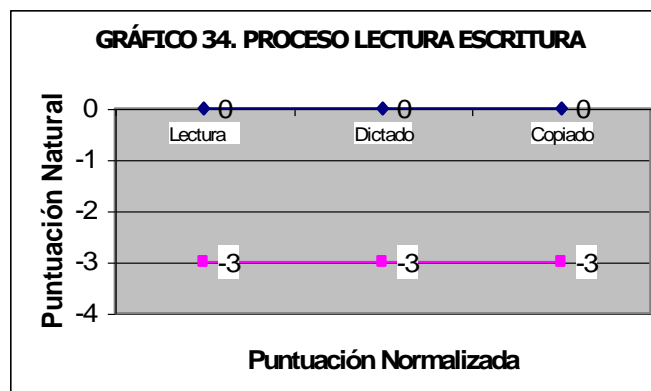 GRÁFICO 34. PROCESO LECTURA ESCRITURA
Puntuación Natural
0
-1
-2
-3
-4
0 0 0
Lectura Dictado Copiado
-3 -3 -3
Puntuación Normalizada